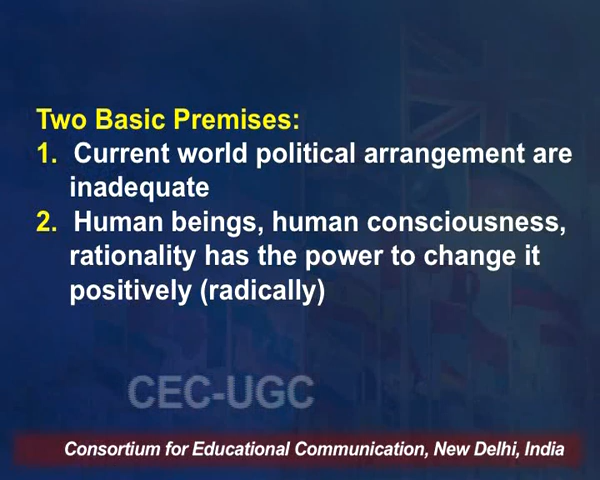 Two Basic Premises:
1. Current world political arrangement are
inadequate
2. Human beings, human consciousness,
rationality has the power to change it
positively (radically)
CEC-UGC
Consortium for Educational Communication, New Delhi, India